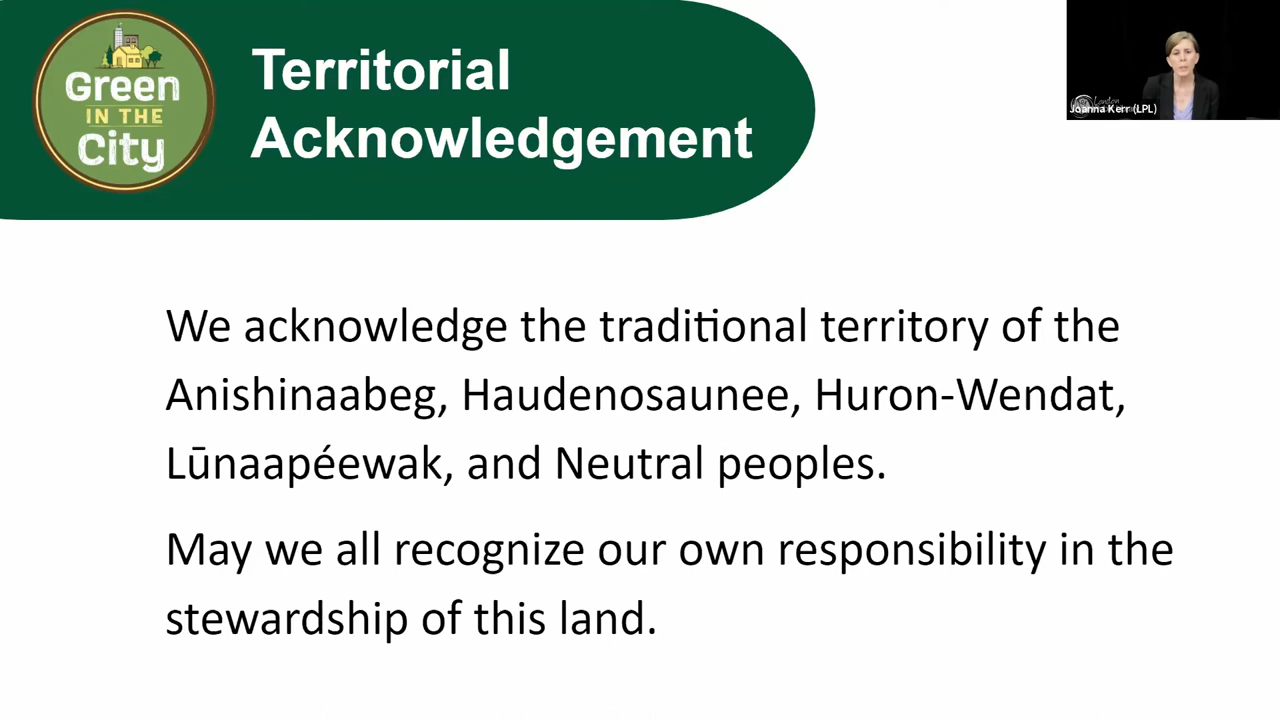 Green
IN THE
City
Territorial
Acknowledgement
London
Joanna Kerr (LPL)
We acknowledge the traditional territory of the
Anishinaabeg, Haudenosaunee, Huron-Wendat,
Lūnaapéewak, and Neutral peoples.
May we all recognize our own responsibility in the
stewardship of this land.